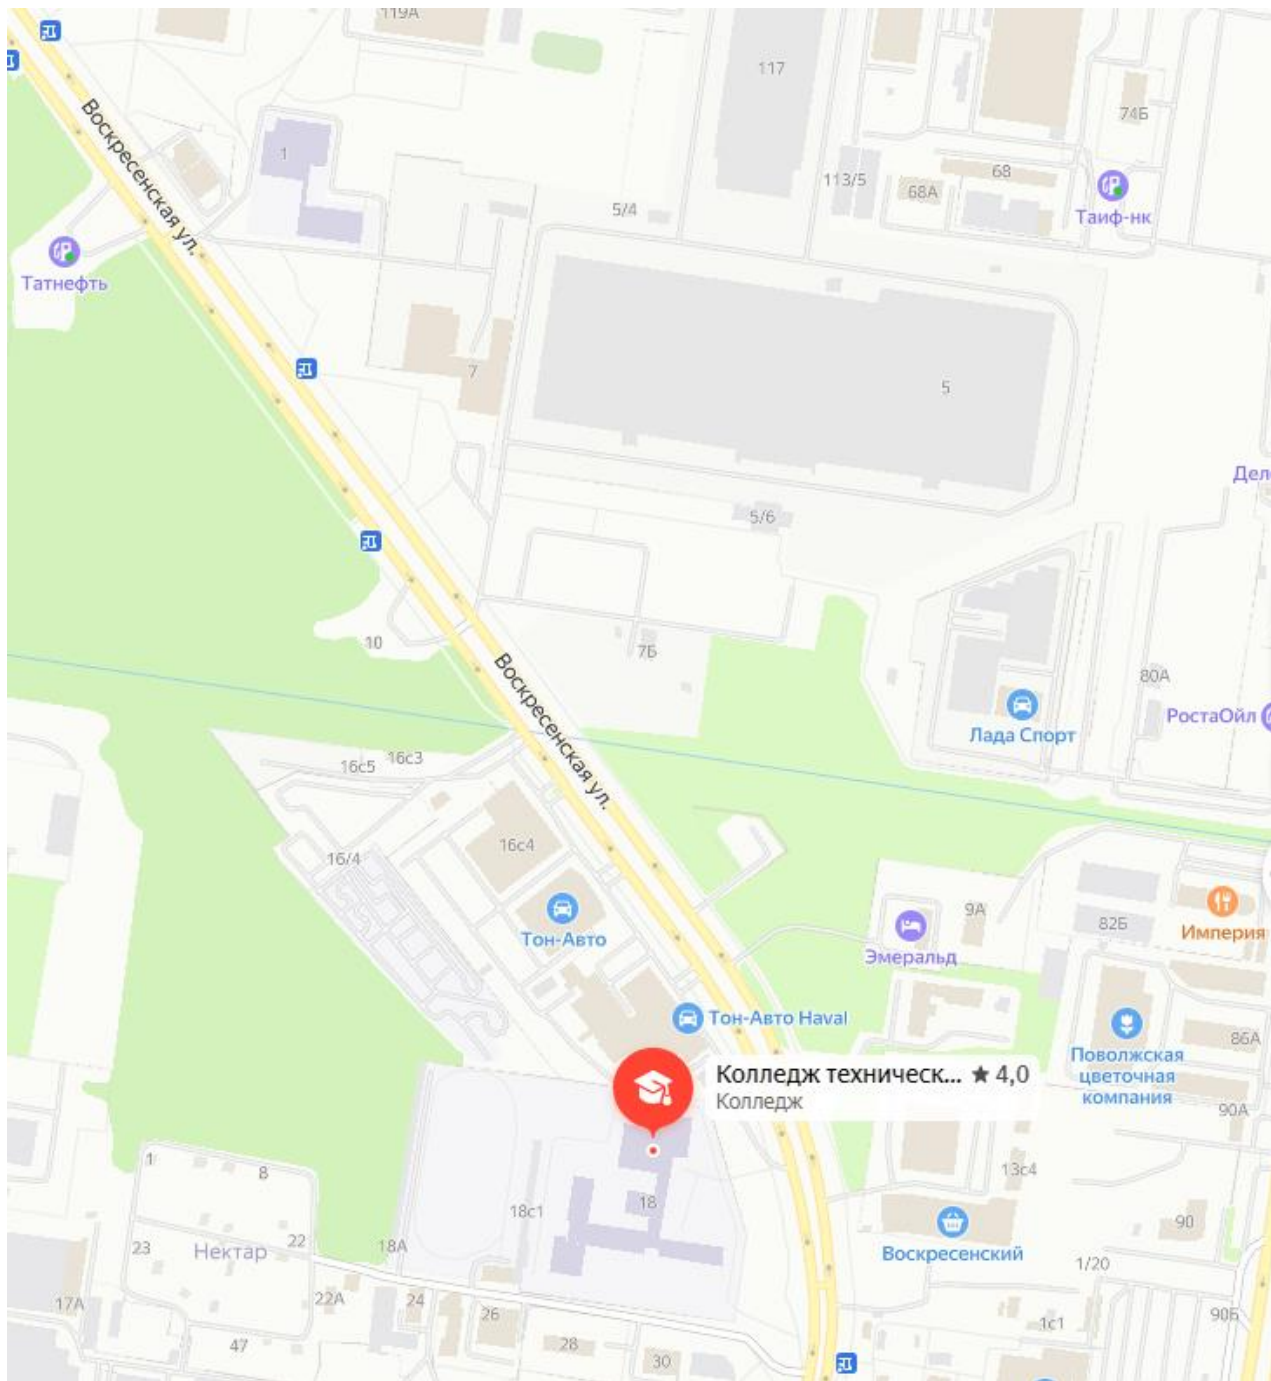 119А
117
74Б
1
113/5
68А
68
Таиф-нк
5/4
Воскресенская ул.
Татнефть
7
5
Дел
5/6
10
7Б
80А
Воскресенская ул.
РостаОйл
Лада Спорт
16с5
16с3
16с4
16/4
Тон-Авто
9А
82Б
Империя
Эмеральд
Тон-Авто Haval
86А
Поволжская
цветочная
компания
Колледж техническ... ★ 4,0
Колледж
90А
1
8
13с4
18
18с1
90
23
Нектар
22
18А
Воскресенский
1/20
17А
22А
24
26
1с1
90Б
47
28
30